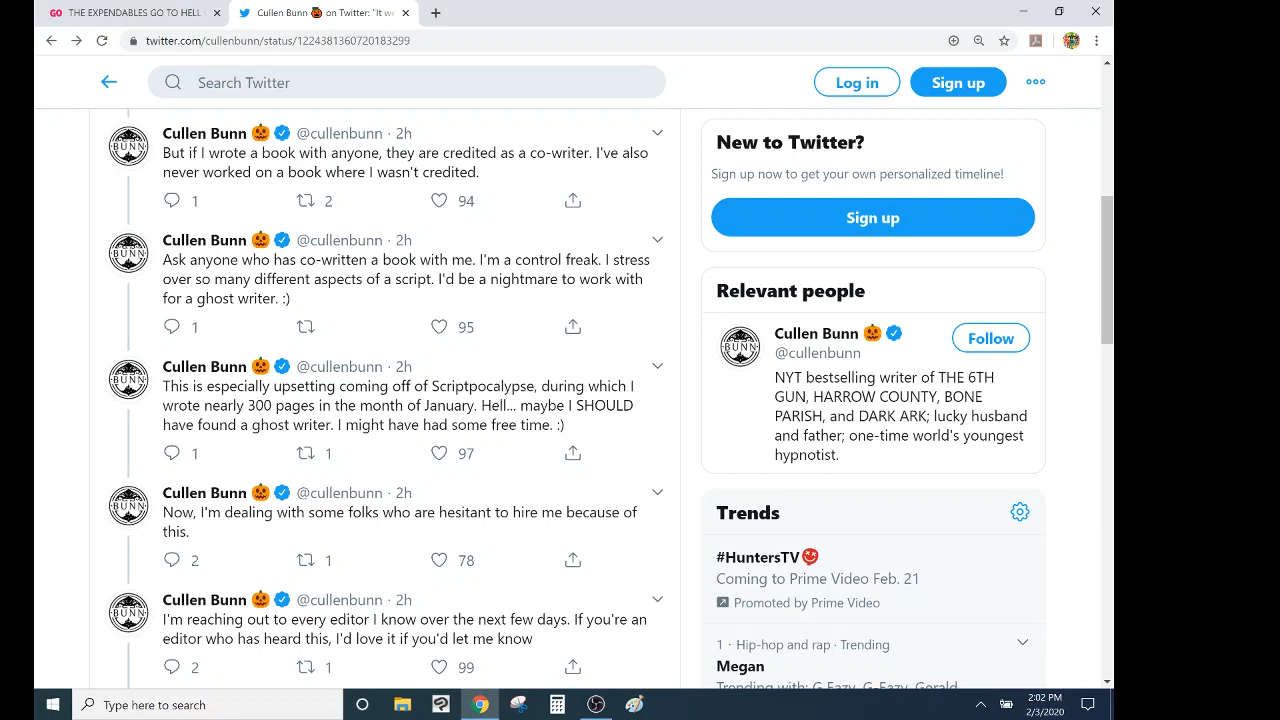 THE EXPENDABLES GO TO HELL
Cullen Bunn 🎃 on Twitter: "It w
twitter.com/cullenbunn/status/1224381360720183299
Search Twitter
Log in
Sign up
Cullen Bunn 🎃 @cullenbunn · 2h
But if I wrote a book with anyone, they are credited as a co-writer. I've also
never worked on a book where I wasn't credited.
1 2 94
Cullen Bunn 🎃 @cullenbunn · 2h
Ask anyone who has co-written a book with me. I'm a control freak. I stress
over so many different aspects of a script. I'd be a nightmare to work with
for a ghost writer. :)
1 95
Cullen Bunn 🎃 @cullenbunn · 2h
This is especially upsetting coming off of Scriptpocalypse, during which I
wrote nearly 300 pages in the month of January. Hell... maybe I SHOULD
have found a ghost writer. I might have had some free time. :)
1 1 97
Cullen Bunn 🎃 @cullenbunn · 2h
Now, I'm dealing with some folks who are hesitant to hire me because of
this.
2 1 78
Cullen Bunn 🎃 @cullenbunn · 2h
I'm reaching out to every editor I know over the next few days. If you're an
editor who has heard this, I'd love it if you'd let me know
2 1 99
New to Twitter?
Sign up now to get your own personalized timeline!
Sign up
Relevant people
BUNN
Cullen Bunn 🎃
@cullenbunn
Follow
NYT bestselling writer of THE 6TH
GUN, HARROW COUNTY, BONE
PARISH, and DARK ARK; lucky husband
and father; one-time world's youngest
hypnotist.
Trends
#HuntersTV
Coming to Prime Video Feb. 21
Promoted by Prime Video
1 · Hip-hop and rap · Trending
Megan
Trending with: G Eazy, G-Eazy, Gerald
Type here to search
2:02 PM
2/3/2020